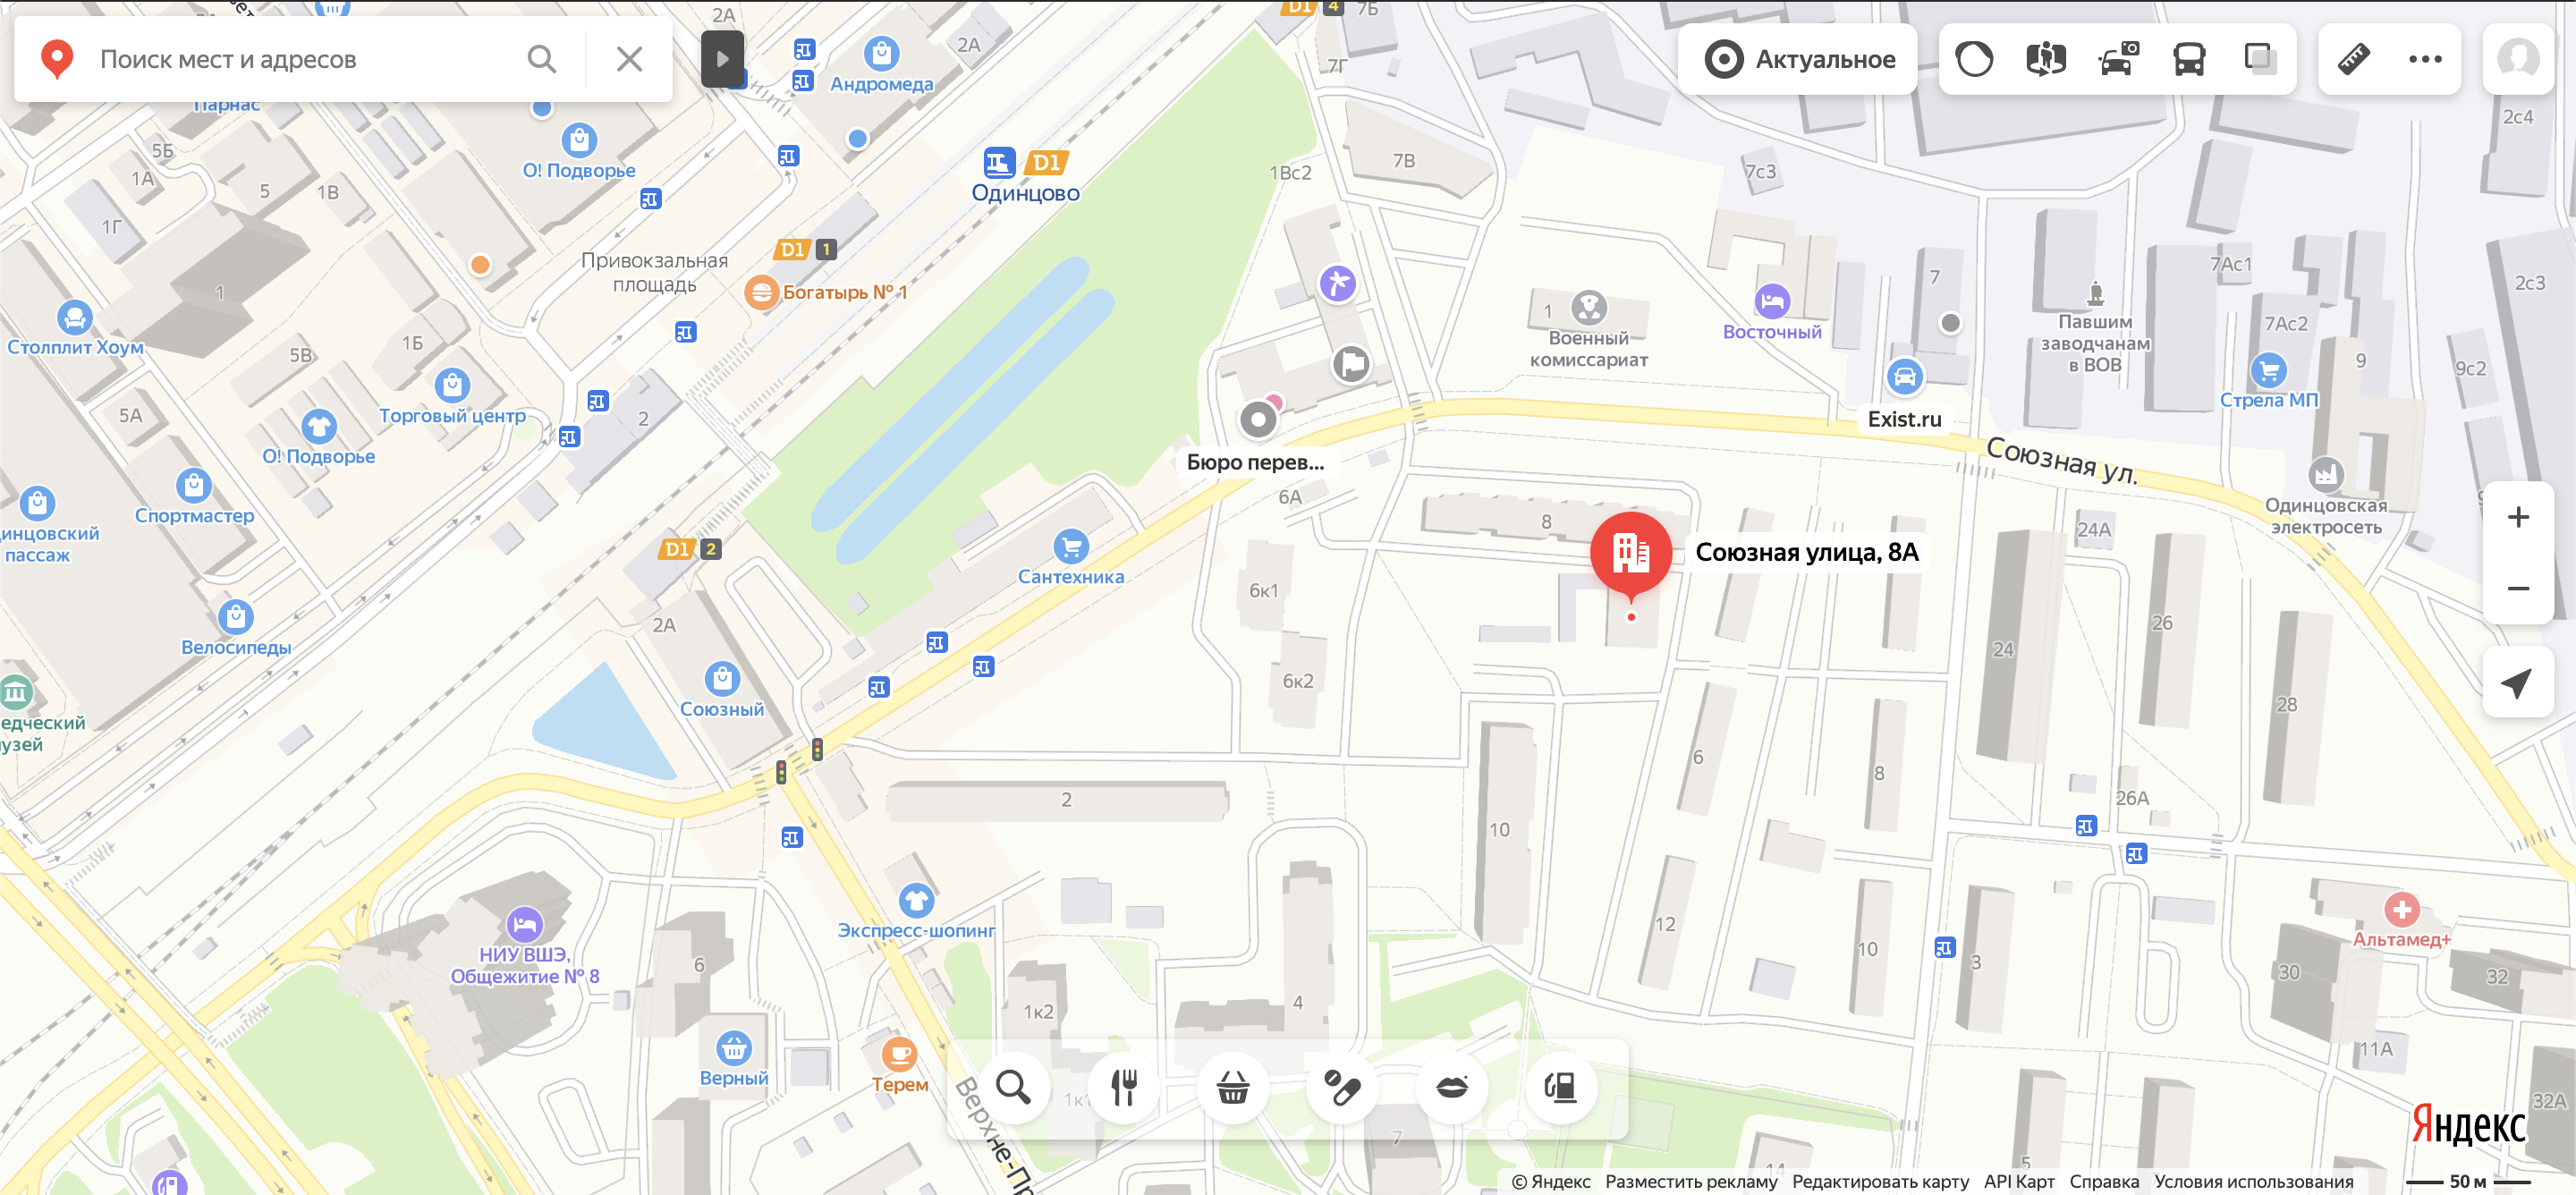 2А
D1 4
7Б
Поиск мест и адресов
2А
7Г
Актуальное
Андромеда
Парнас
2с4
5Б
О! Подворье
D1
7В
1Вс2
7с3
1А
5
1В
Одинцово
1Г
D1 1
Привокзальная
площадь
7Ас1
7
2с3
1
Богатырь № 1
1
Военный
комиссариат
Восточный
Павшим
заводчанам
в ВОВ
7Ас2
Столплит Хоум
5В
1Б
9
9с2
5А
Торговый центр
2
Exist.ru
Стрела МП
О! Подворье
Бюро перев...
Союзная ул.
6А
Спортмастер
8
24А
Одинцовская
электросеть
инцовский
пассаж
D1 2
Союзная улица, 8А
Сантехника
6к1
2А
26
24
Велосипеды
6к2
28
едческий
узей
Союзный
6
8
2
26А
10
Экспресс-шопинг
12
10
3
Альтамед+
НИУ ВШЭ,
Общежитие № 8
6
30
32
1к2
4
11А
Верный
Терем
1к1
Верхне-Пр
7
32А
Яндекс
14
5
© Яндекс Разместить рекламу Редактировать карту API Карт Справка Условия использования 50 м